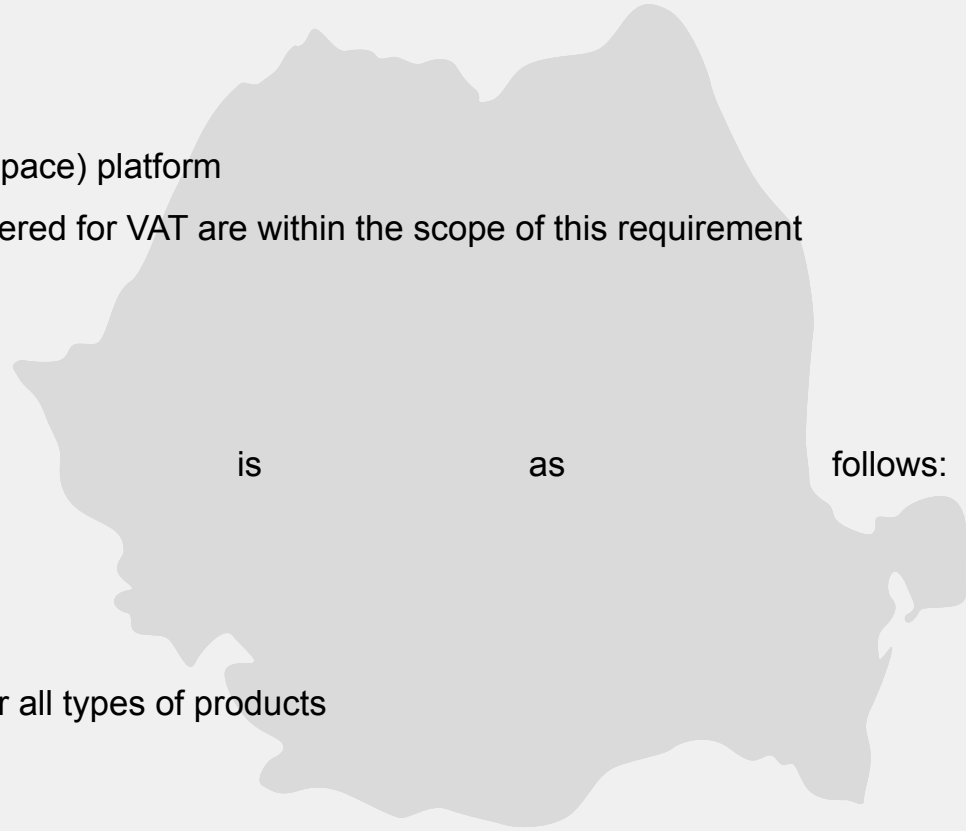 pace) platform
ered for VAT are within the scope of this requirement
is as follows:
r all types of products